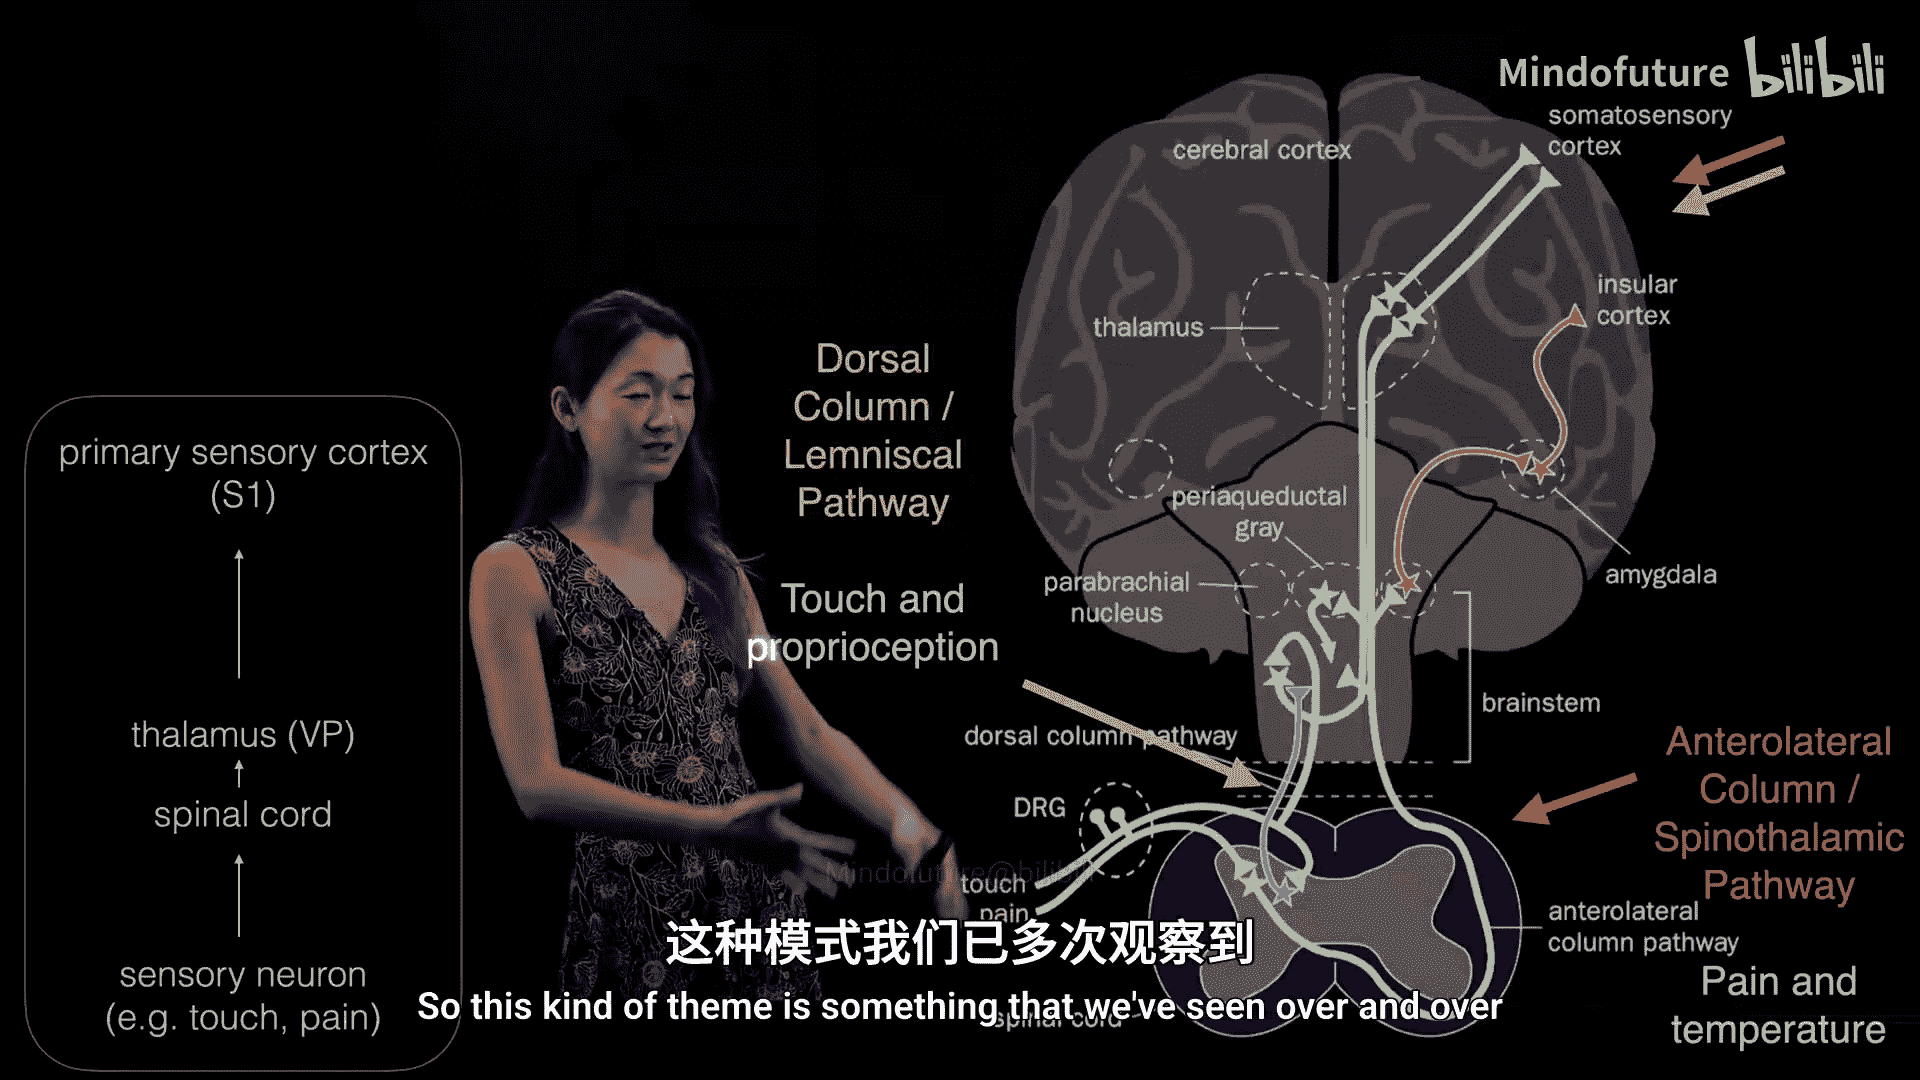 Mindofuture bilibili
somatosensory
cortex
cerebral cortex
insular
cortex
thalamus
Dorsal
Column /
Lemniscal
Pathway
primary sensory cortex
(S1)
periaqueductal
gray
Touch and
proprioception
parabrachial
nucleus
amygdala
brainstem
thalamus (VP)
dorsal column pathway
Anterolateral
Column /
Spinothalamic
Pathway
spinal cord
DRG
Mindofuture@bilibili
touch
pain
anterolateral
column pathway
sensory neuron
(e.g. touch, pain)
Pain and
temperature
这种模式我们已多次观察到
So this kind of theme is something that we've seen over and over
spinal cord